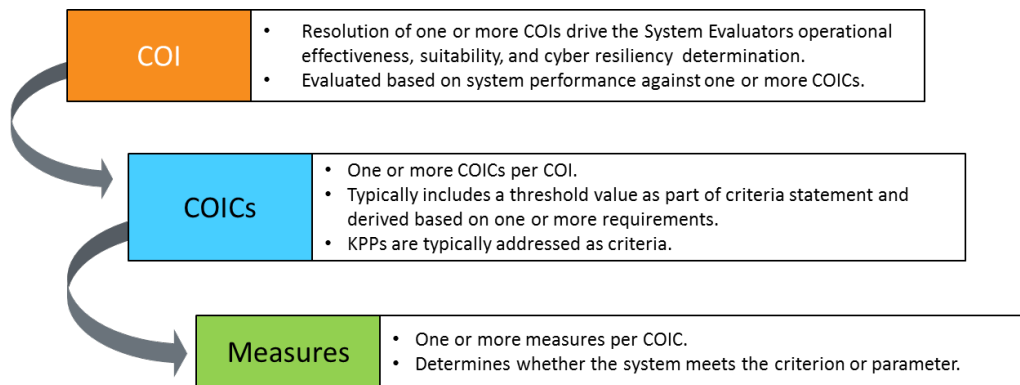 COI
• Resolution of one or more COIs drive the System Evaluators operational
effectiveness, suitability, and cyber resiliency determination.
• Evaluated based on system performance against one or more COICs.
COICs
• One or more COICs per COI.
• Typically includes a threshold value as part of criteria statement and
derived based on one or more requirements.
• KPPs are typically addressed as criteria.
Measures
• One or more measures per COIC.
• Determines whether the system meets the criterion or parameter.